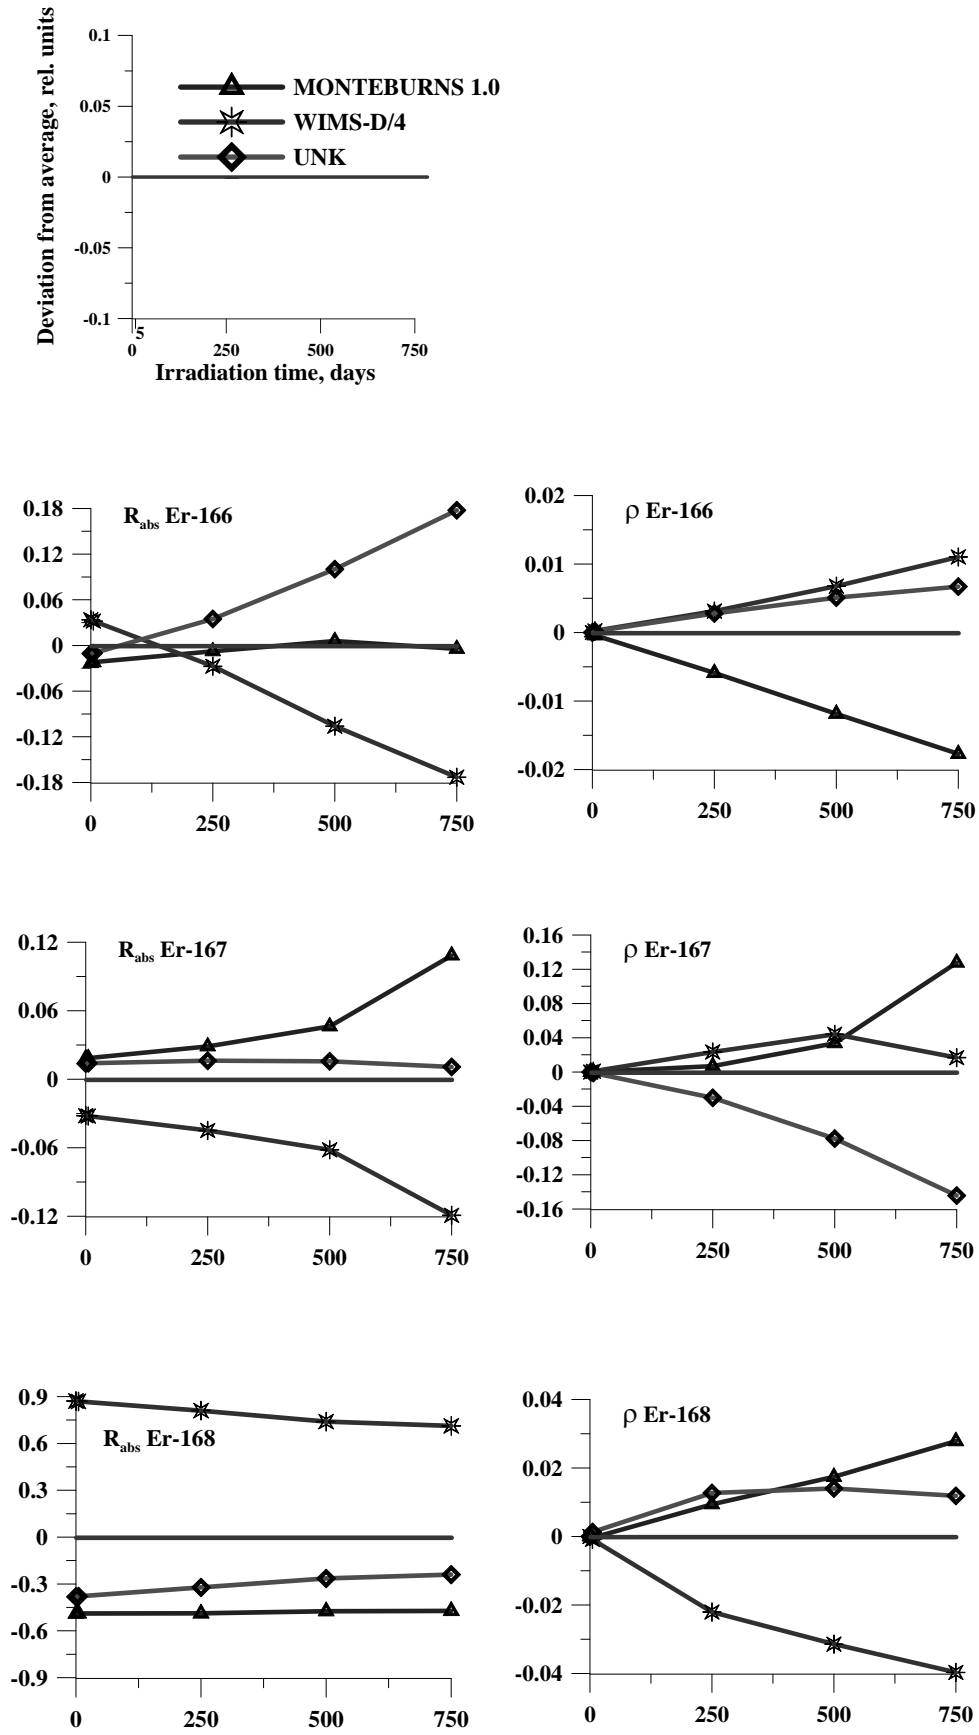 Deviation from average, rel. units
0.1
0.05
0
-0.05
-0.1
MONTEBURNS 1.0
WIMS-D/4
UNK
5
0 250 500 750
Irradiation time, days
R_abs Er-166
0.18
0.12
0.06
0
-0.06
-0.12
-0.18
0 250 500 750
ρ Er-166
0.02
0.01
0
-0.01
-0.02
0 250 500 750
R_abs Er-167
0.12
0.06
0
-0.06
-0.12
0 250 500 750
ρ Er-167
0.16
0.12
0.08
0.04
0
-0.04
-0.08
-0.12
-0.16
0 250 500 750
R_abs Er-168
0.9
0.6
0.3
0
-0.3
-0.6
-0.9
0 250 500 750
ρ Er-168
0.04
0.02
0
-0.02
-0.04
0 250 500 750